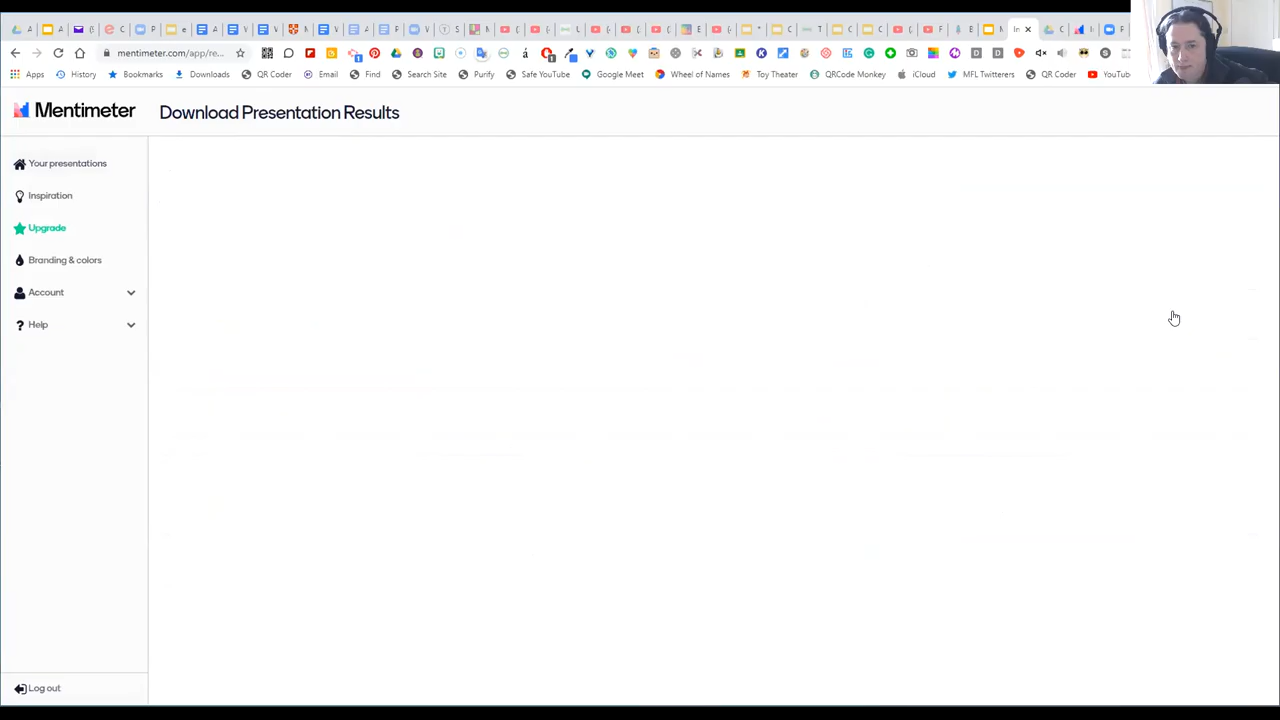 mentimeter.com/app/re...
Apps
History
Bookmarks
Downloads
QR Coder
Email
Find
Search Site
Purify
Safe YouTube
Google Meet
Wheel of Names
Toy Theater
QRCode Monkey
iCloud
MFL Twitterers
QR Coder
YouTu
Mentimeter
Download Presentation Results
Your presentations
Inspiration
Upgrade
Branding & colors
Account
Help
Log out